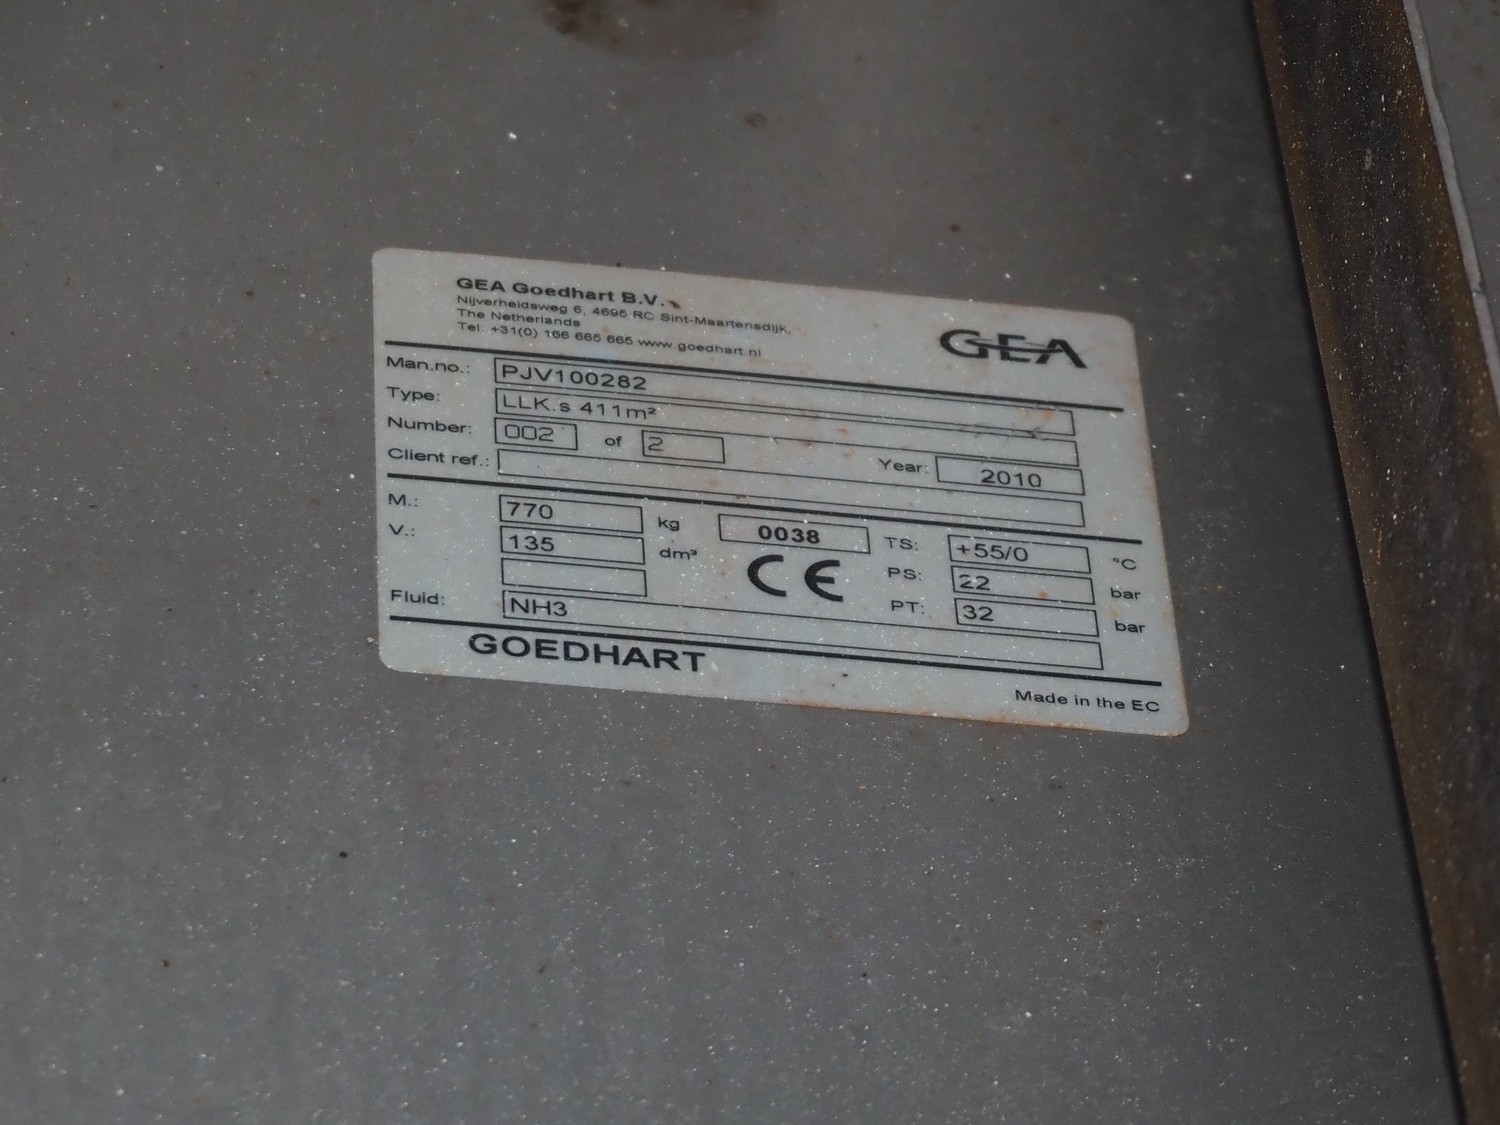 GEA Goedhart B.V.
Nijverheidsweg 6, 4695 RC Sint-Maartensdijk,
The Netherlands
Tel: +31(0) 166 665 665 www.goedhart.nl
GEA
Man.no.: PJV100282
Type: LLK.s 411m²
Number: 002 of 2 Year: 2010
Client ref.:
M.: 770 kg 0038 TS: +55/0 °C
V.: 135 dm³ CE PS: 22 bar
PT: 32 bar
Fluid: NH3
GOEDHART
Made in the EC